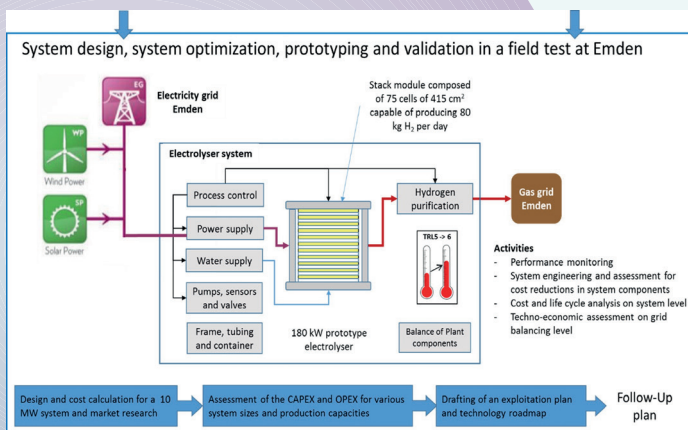 System design, system optimization, prototyping and validation in a field test at Emden
EG
Electricity grid
Emden
WP
Wind Power
SP
Solar Power
Stack module composed
of 75 cells of 415 cm²
capable of producing 80
kg H₂ per day
Electrolyser system
Process control
Power supply
Water supply
Pumps, sensors
and valves
Frame, tubing
and container
180 kW prototype
electrolyser
Hydrogen
purification
TRL5 -> 6
Balance of Plant
components
Gas grid
Emden
Activities
- Performance monitoring
- System engineering and assessment for
cost reductions in system components
- Cost and life cycle analysis on system level
- Techno-economic assessment on grid
balancing level
Design and cost calculation for a 10
MW system and market research
Assessment of the CAPEX and OPEX for various
system sizes and production capacities
Drafting of an exploitation plan
and technology roadmap
Follow-Up
plan